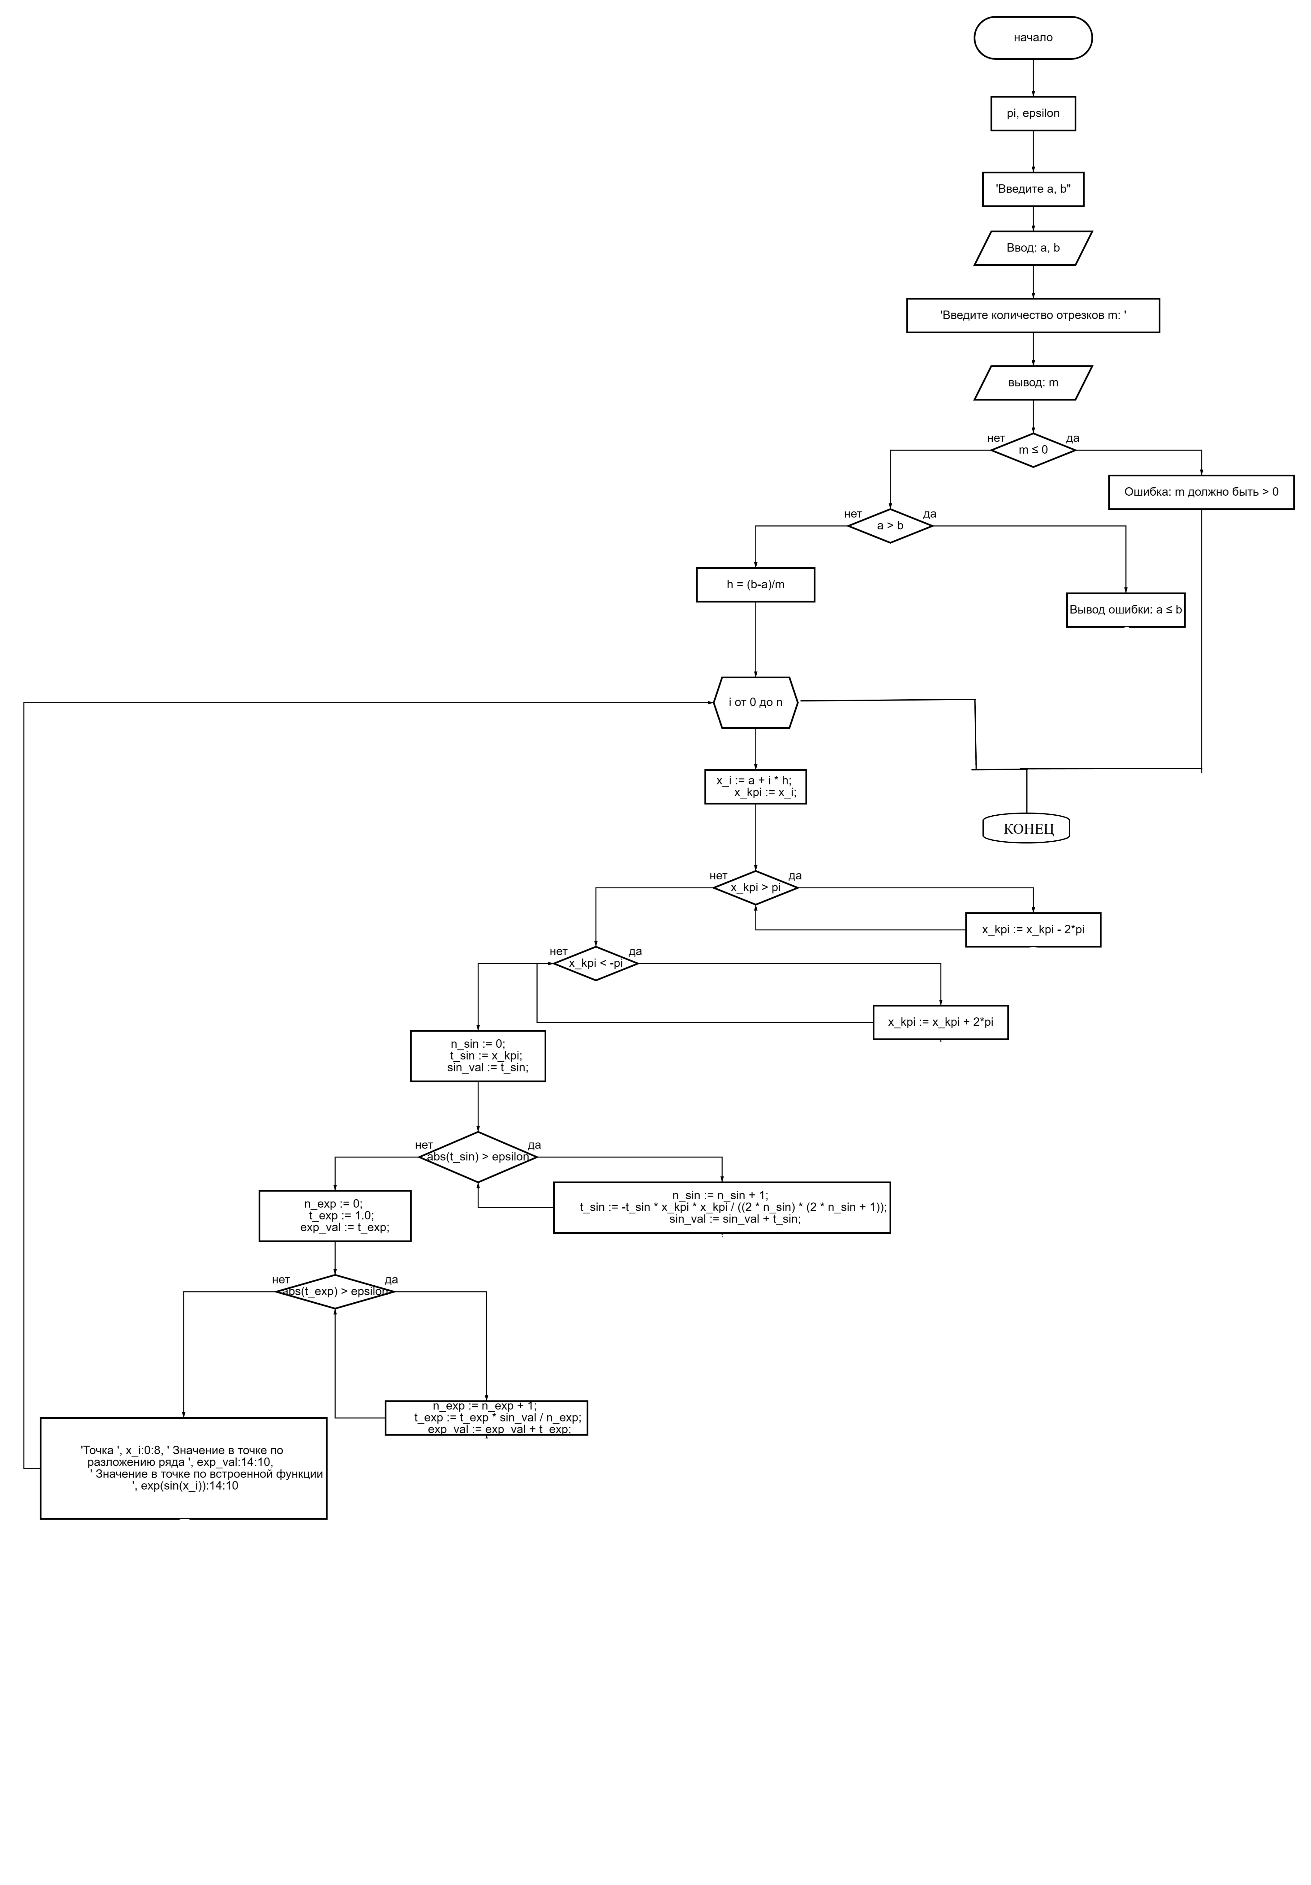 начало
pi, epsilon
'Введите a, b"
Ввод: a, b
'Введите количество отрезков m: '
вывод: m
нет
да
m ≤ 0
Ошибка: m должно быть > 0
нет
да
a > b
h = (b-a)/m
Вывод ошибки: a ≤ b
i от 0 до n
x_i := a + i * h;
x_kpi := x_i;
КОНЕЦ
нет
да
x_kpi > pi
x_kpi := x_kpi - 2*pi
нет
да
x_kpi < -pi
x_kpi := x_kpi + 2*pi
n_sin := 0;
t_sin := x_kpi;
sin_val := t_sin;
нет
да
abs(t_sin) > epsilon
n_sin := n_sin + 1;
t_sin := -t_sin * x_kpi * x_kpi / ((2 * n_sin) * (2 * n_sin + 1));
sin_val := sin_val + t_sin;
n_exp := 0;
t_exp := 1.0;
exp_val := t_exp;
нет
да
abs(t_exp) > epsilon
n_exp := n_exp + 1;
t_exp := t_exp * sin_val / n_exp;
exp_val := exp_val + t_exp;
'Точка ', x_i:0:8, ' Значение в точке по
разложению ряда ', exp_val:14:10,
' Значение в точке по встроенной функции
', exp(sin(x_i)):14:10